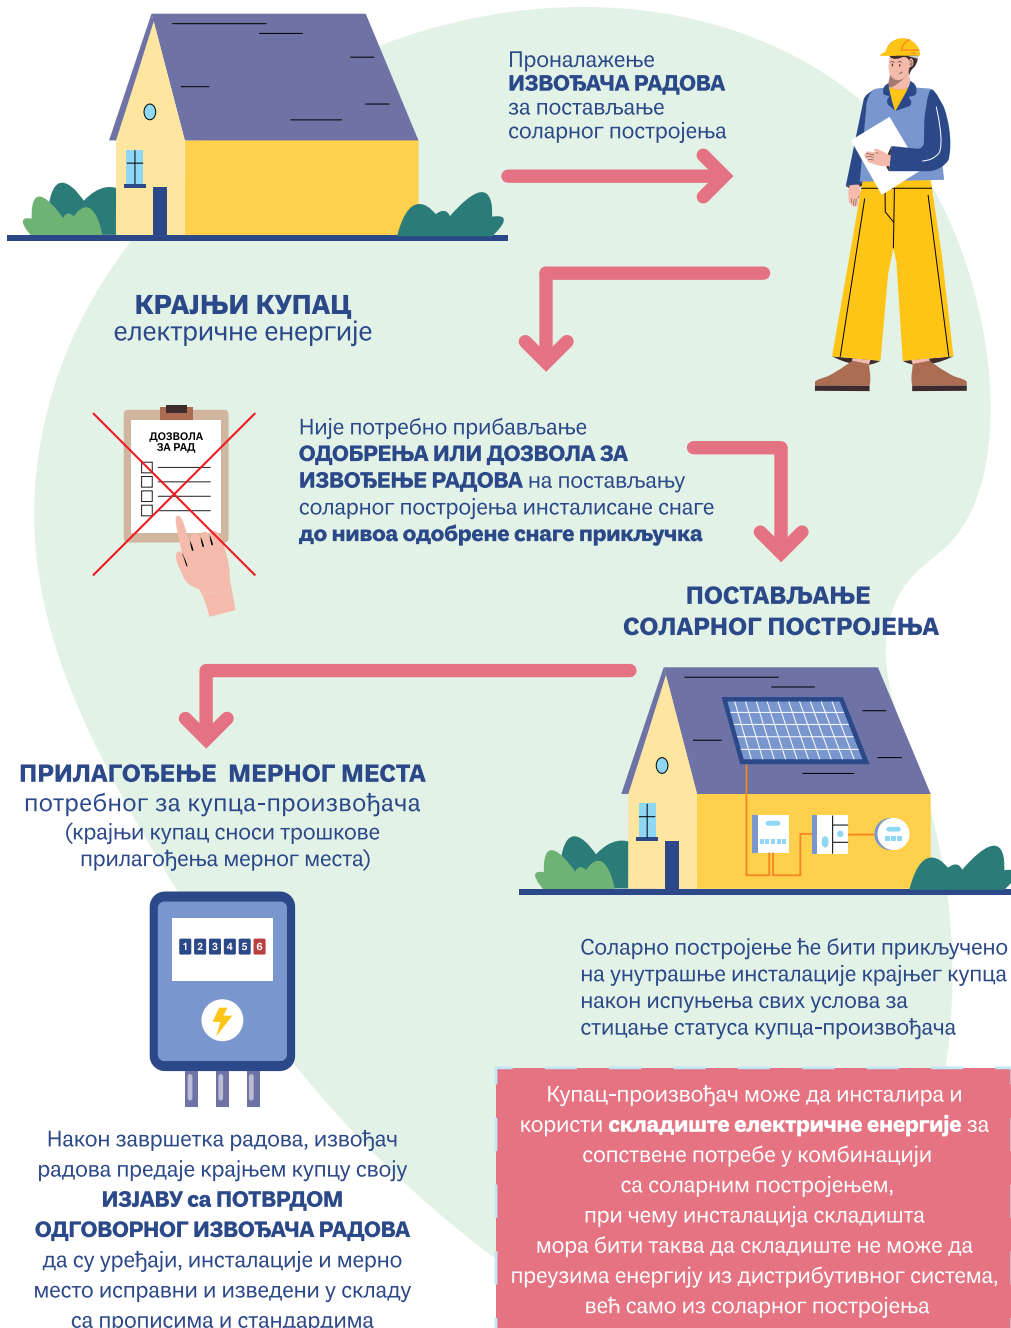 Проналажење
ИЗВОЂАЧА РАДОВА
за постављање
соларног постројења
КРАЈЊИ КУПАЦ
електричне енергије
ДОЗВОЛА
ЗА РАД
Није потребно прибављање
ОДОБРЕЊА ИЛИ ДОЗВОЛА ЗА
ИЗВОЂЕЊЕ РАДОВА на постављању
соларног постројења инсталисане снаге
до нивоа одобрене снаге прикључка
ПОСТАВЉАЊЕ
СОЛАРНОГ ПОСТРОЈЕЊА
ПРИЛАГОЂЕЊЕ МЕРНОГ МЕСТА
потребног за купца-произвођача
(крајњи купац сноси трошкове
прилагођења мерног места)
1 2 3 4 5 6
Соларно постројење ће бити прикључено
на унутрашње инсталације крајњег купца
након испуњења свих услова за
стицање статуса купца-произвођача
Након завршетка радова, извођач
радова предаје крајњем купцу своју
ИЗЈАВУ са ПОТВРДОМ
ОДГОВОРНОГ ИЗВОЂАЧА РАДОВА
да су уређаји, инсталације и мерно
место исправни и изведени у складу
са прописима и стандардима
Купац-произвођач може да инсталира и
користи складиште електричне енергије за
сопствене потребе у комбинацији
са соларним постројењем,
при чему инсталација складишта
мора бити таква да складиште не може да
преузима енергију из дистрибутивног система,
већ само из соларног постројења